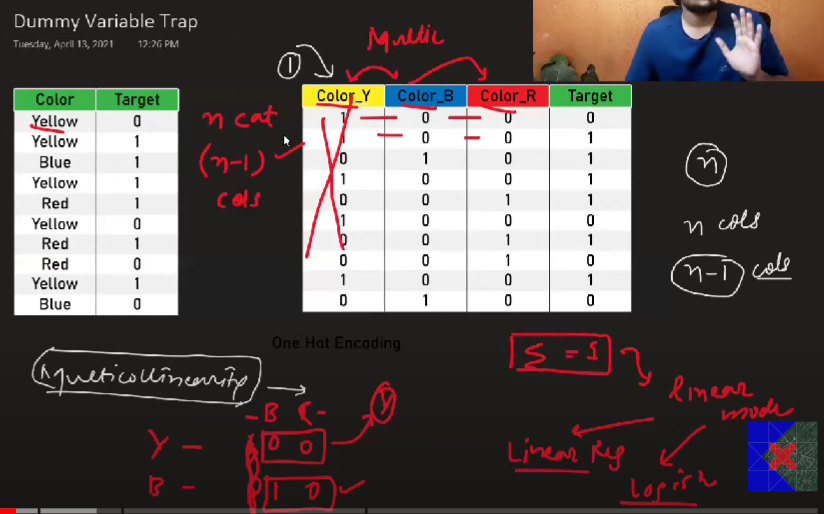 Dummy Variable Trap
Tuesday, April 13, 2021 12:26 PM
Color Target
Yellow 0
Yellow 1
Blue 1
Yellow 1
Red 1
Yellow 0
Red 1
Red 0
Yellow 1
Blue 0
n cat
(n-1)
cols
1
Multic
Color_Y Color_B Color_R Target
1 0 0 0
1 0 0 1
0 1 0 1
1 0 0 1
0 0 1 1
1 0 0 0
0 0 1 1
0 0 1 0
1 0 0 1
0 1 0 0
n
n cols
n-1 cols
One Hot Encoding
Multicollinearity
B
Y - 0 0
Y
B - 1 0
Σ = 1
linear
Linear Reg